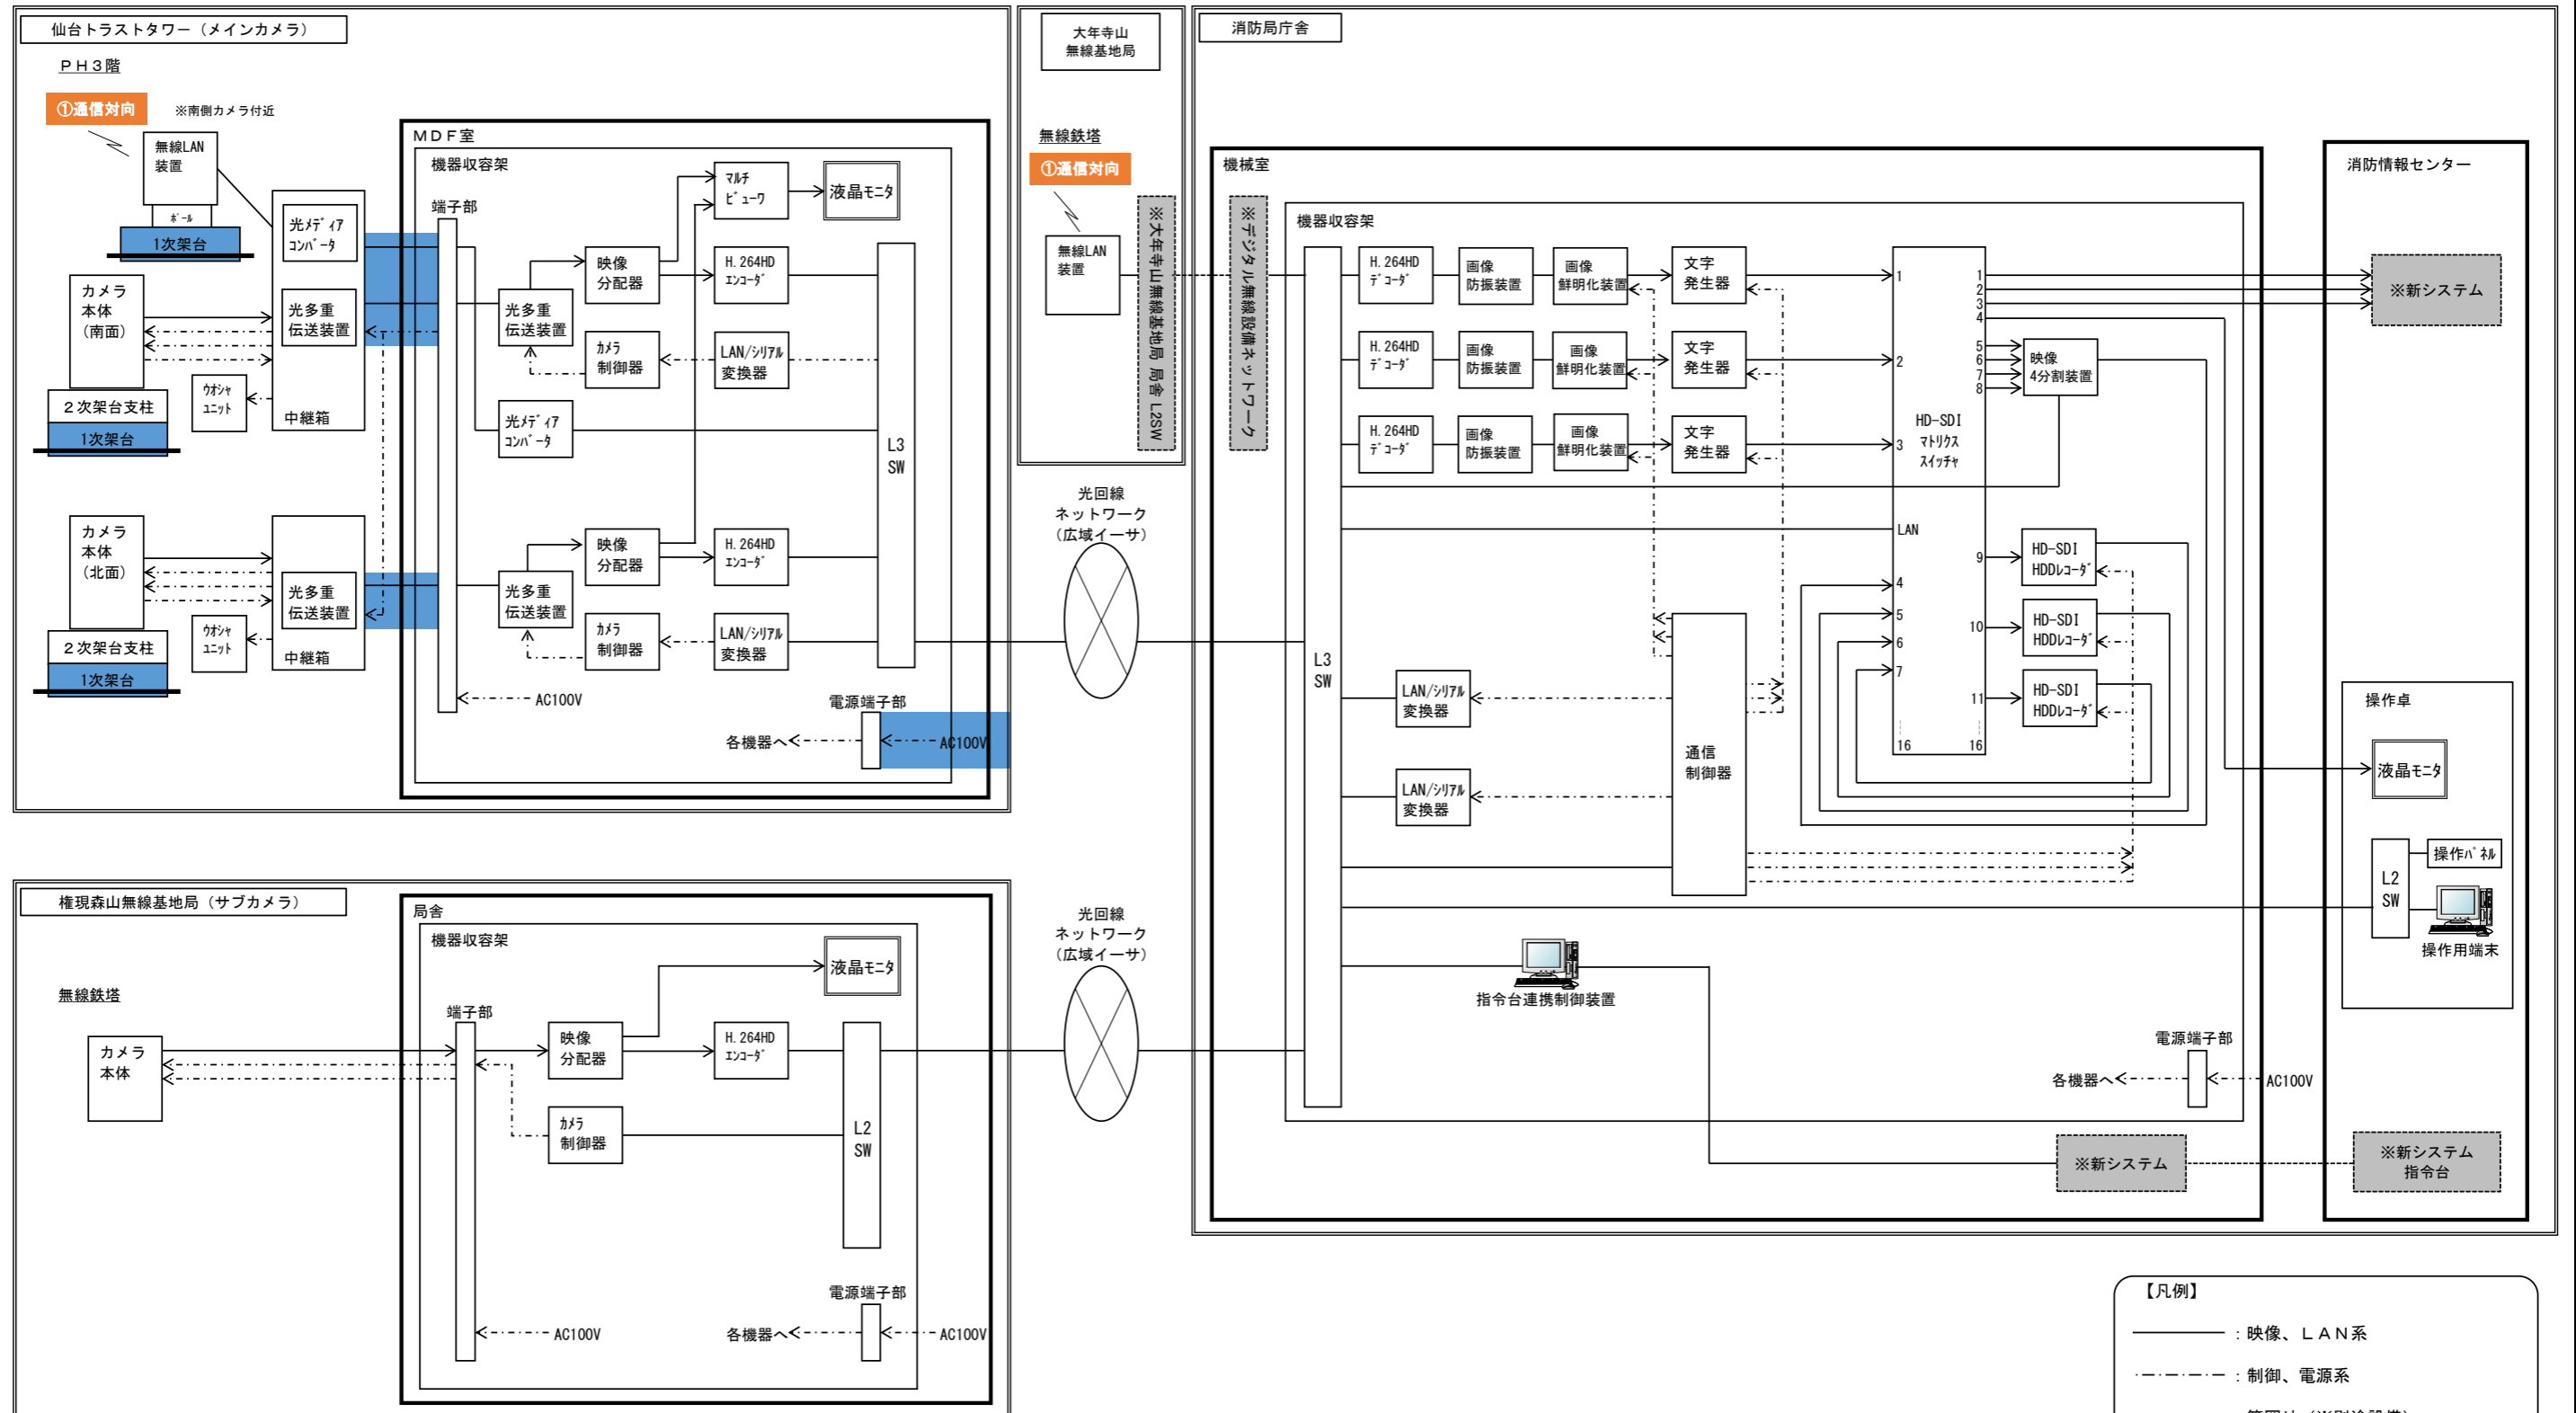 仙台トラストタワー（メインカメラ）
ＰＨ３階
①通信対向
※南側カメラ付近
無線LAN
装置
ﾎﾟｰﾙ
1次架台
カメラ
本体
（南面）
２次架台支柱
1次架台
ｳｵｼｬ
ﾕﾆｯﾄ
光ﾒﾃﾞｨｱ
ｺﾝﾊﾞｰﾀ
光多重
伝送装置
中継箱
カメラ
本体
（北面）
２次架台支柱
1次架台
ｳｵｼｬ
ﾕﾆｯﾄ
光多重
伝送装置
中継箱
ＭＤＦ室
機器収容架
端子部
ﾏﾙﾁ
ﾋﾞｭｰﾜ
液晶ﾓﾆﾀ
映像
分配器
H.264HD
ｴﾝｺｰﾀﾞ
光多重
伝送装置
ｶﾒﾗ
制御器
LAN/ｼﾘｱﾙ
変換器
光ﾒﾃﾞｨｱ
ｺﾝﾊﾞｰﾀ
L3
SW
映像
分配器
H.264HD
ｴﾝｺｰﾀﾞ
光多重
伝送装置
ｶﾒﾗ
制御器
LAN/ｼﾘｱﾙ
変換器
AC100V
電源端子部
各機器へ
AC100V
大年寺山
無線基地局
無線鉄塔
①通信対向
無線LAN
装置
※大年寺山無線基地局 局舎 L2SW
光回線
ネットワーク
（広域イーサ）
消防局庁舎
※デジタル無線設備ネットワーク
機械室
機器収容架
L3
SW
H.264HD
ﾃﾞｺｰﾀﾞ
画像
防振装置
画像
鮮明化装置
文字
発生器
H.264HD
ﾃﾞｺｰﾀﾞ
画像
防振装置
画像
鮮明化装置
文字
発生器
H.264HD
ﾃﾞｺｰﾀﾞ
画像
防振装置
画像
鮮明化装置
文字
発生器
1
2
3
HD-SDI
ﾏﾄﾘｸｽ
ｽｲｯﾁｬ
LAN
4
5
6
7
16
1
2
3
4
5
6
7
8
9
10
11
16
映像
4分割装置
HD-SDI
HDDﾚｺｰﾀﾞ
HD-SDI
HDDﾚｺｰﾀﾞ
HD-SDI
HDDﾚｺｰﾀﾞ
LAN/ｼﾘｱﾙ
変換器
LAN/ｼﾘｱﾙ
変換器
通信
制御器
指令台連携制御装置
電源端子部
各機器へ
AC100V
※新システム
消防情報センター
※新システム
操作卓
液晶ﾓﾆﾀ
L2
SW
操作ﾊﾟﾈﾙ
操作用端末
※新システム
指令台
権現森山無線基地局（サブカメラ）
無線鉄塔
カメラ
本体
局舎
機器収容架
端子部
液晶ﾓﾆﾀ
映像
分配器
H.264HD
ｴﾝｺｰﾀﾞ
ｶﾒﾗ
制御器
L2
SW
AC100V
電源端子部
各機器へ
AC100V
光回線
ネットワーク
（広域イーサ）
【凡例】
：映像、ＬＡＮ系
：制御、電源系